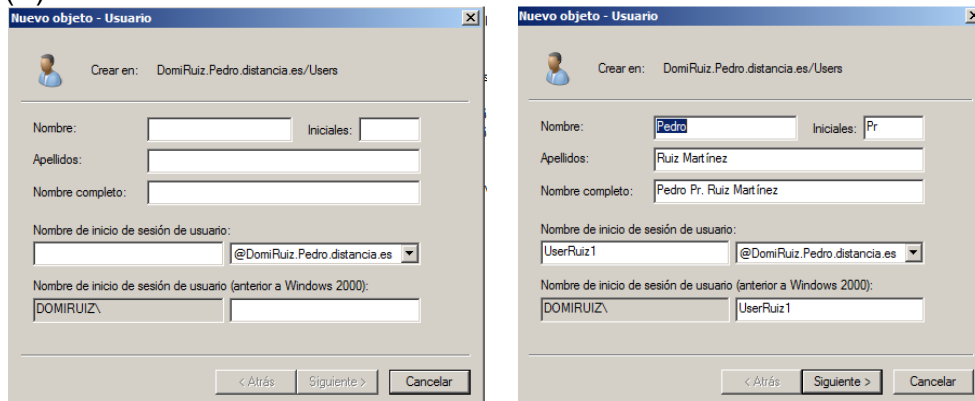 Nuevo objeto - Usuario
Crear en: DomiRuiz.Pedro.distancia.es/Users
Nombre: Iniciales:
Apellidos:
Nombre completo:
Nombre de inicio de sesión de usuario:
@DomiRuiz.Pedro.distancia.es
Nombre de inicio de sesión de usuario (anterior a Windows 2000):
DOMIRUIZ\
< Atrás Siguiente > Cancelar
Nuevo objeto - Usuario
Crear en: DomiRuiz.Pedro.distancia.es/Users
Nombre: Pedro Iniciales: Pr
Apellidos: Ruiz Martínez
Nombre completo: Pedro Pr. Ruiz Martínez
Nombre de inicio de sesión de usuario:
UserRuiz1 @DomiRuiz.Pedro.distancia.es
Nombre de inicio de sesión de usuario (anterior a Windows 2000):
DOMIRUIZ\ UserRuiz1
< Atrás Siguiente > Cancelar